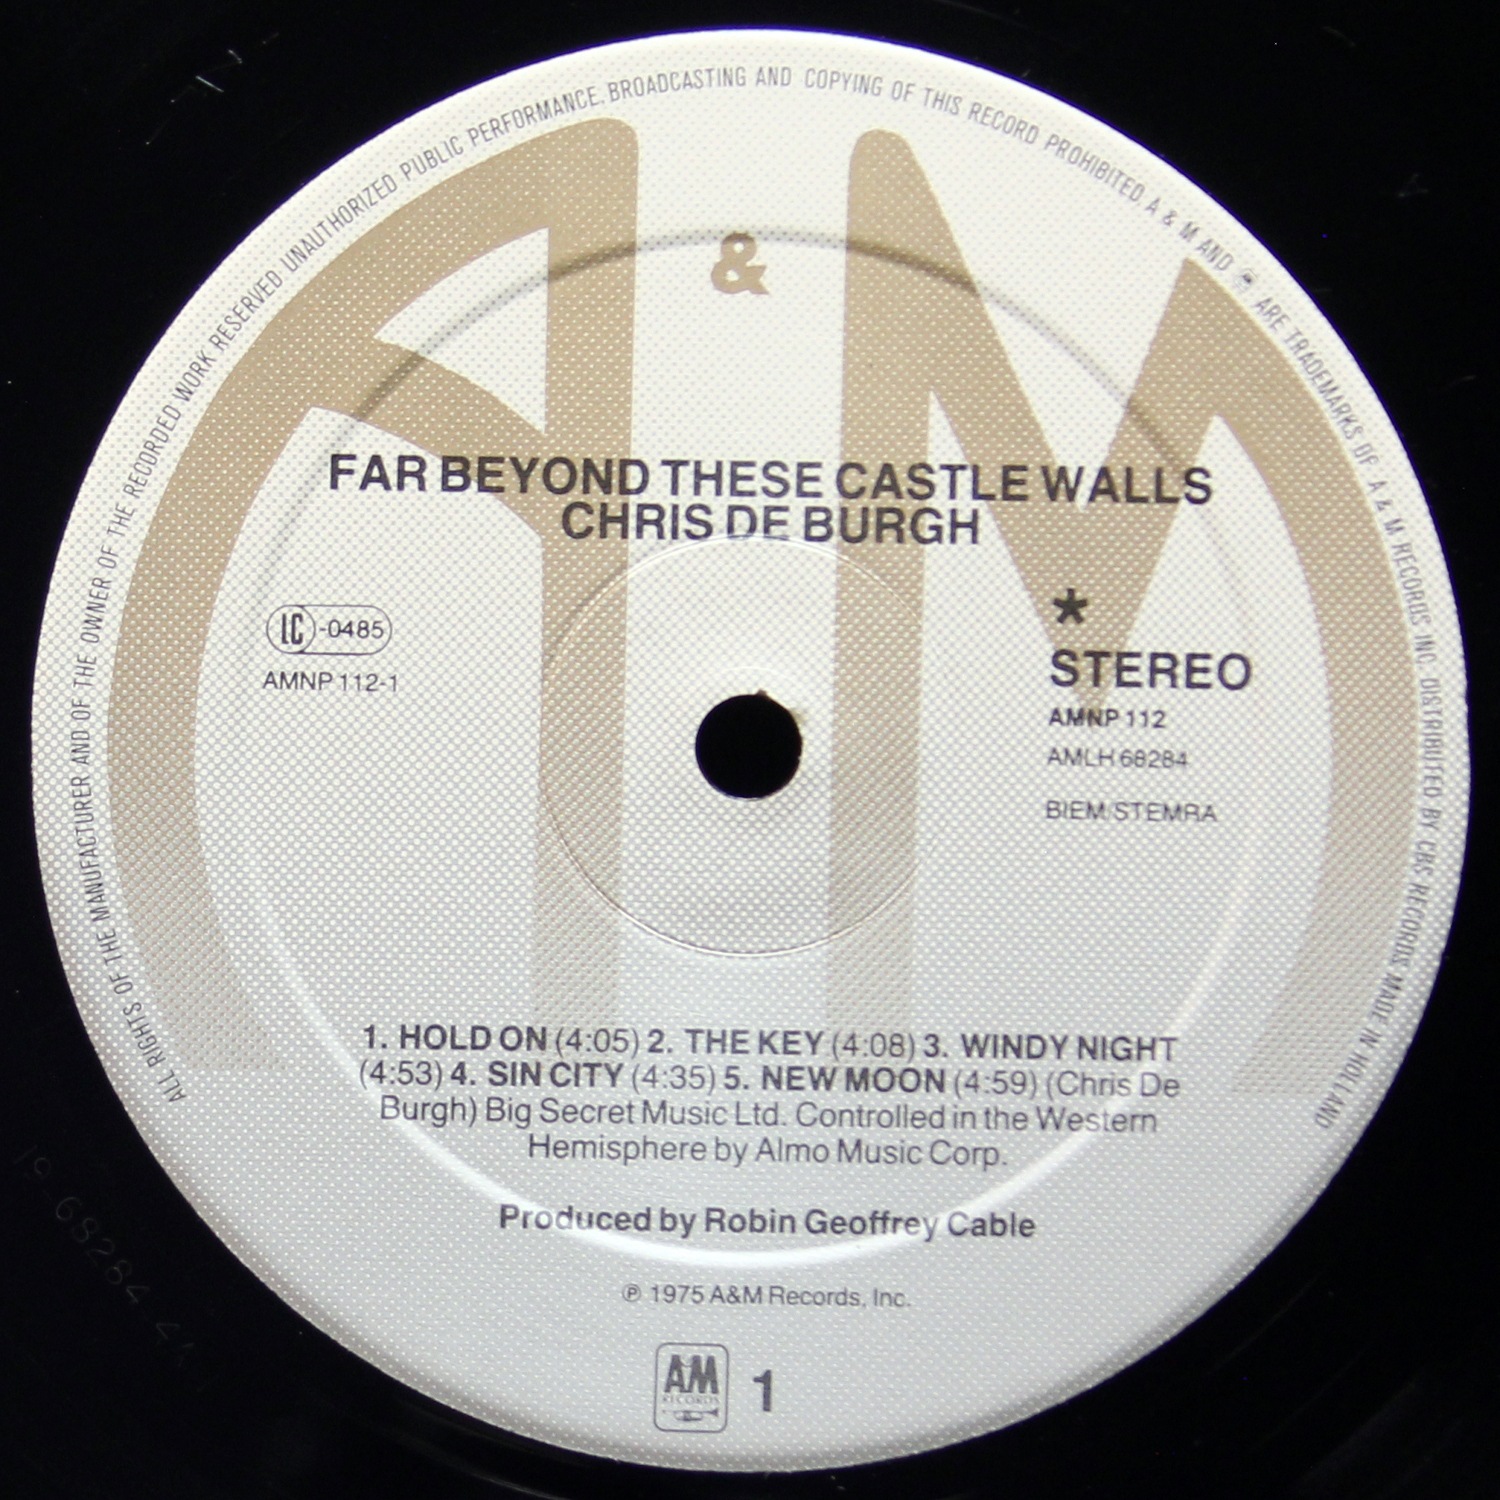 ALL RIGHTS OF THE MANUFACTURER AND OF THE OWNER OF THE RECORDED WORK RESERVED UNAUTHORIZED PUBLIC PERFORMANCE, BROADCASTING AND COPYING OF THIS RECORD PROHIBITED. A & M AND ARE TRADEMARKS OF A & M RECORDS INC. DISTRIBUTED BY CBS RECORDS MADE IN HOLLAND
A & M
FAR BEYOND THESE CASTLE WALLS
CHRIS DE BURGH
LC -0485
AMNP 112-1
*
STEREO
AMNP 112
AMLH 68284
BIEM/STEMRA
1. HOLD ON (4:05) 2. THE KEY (4:08) 3. WINDY NIGHT
(4:53) 4. SIN CITY (4:35) 5. NEW MOON (4:59) (Chris De
Burgh) Big Secret Music Ltd. Controlled in the Western
Hemisphere by Almo Music Corp.
Produced by Robin Geoffrey Cable
℗ 1975 A&M Records, Inc.
AM
RECORDS
1